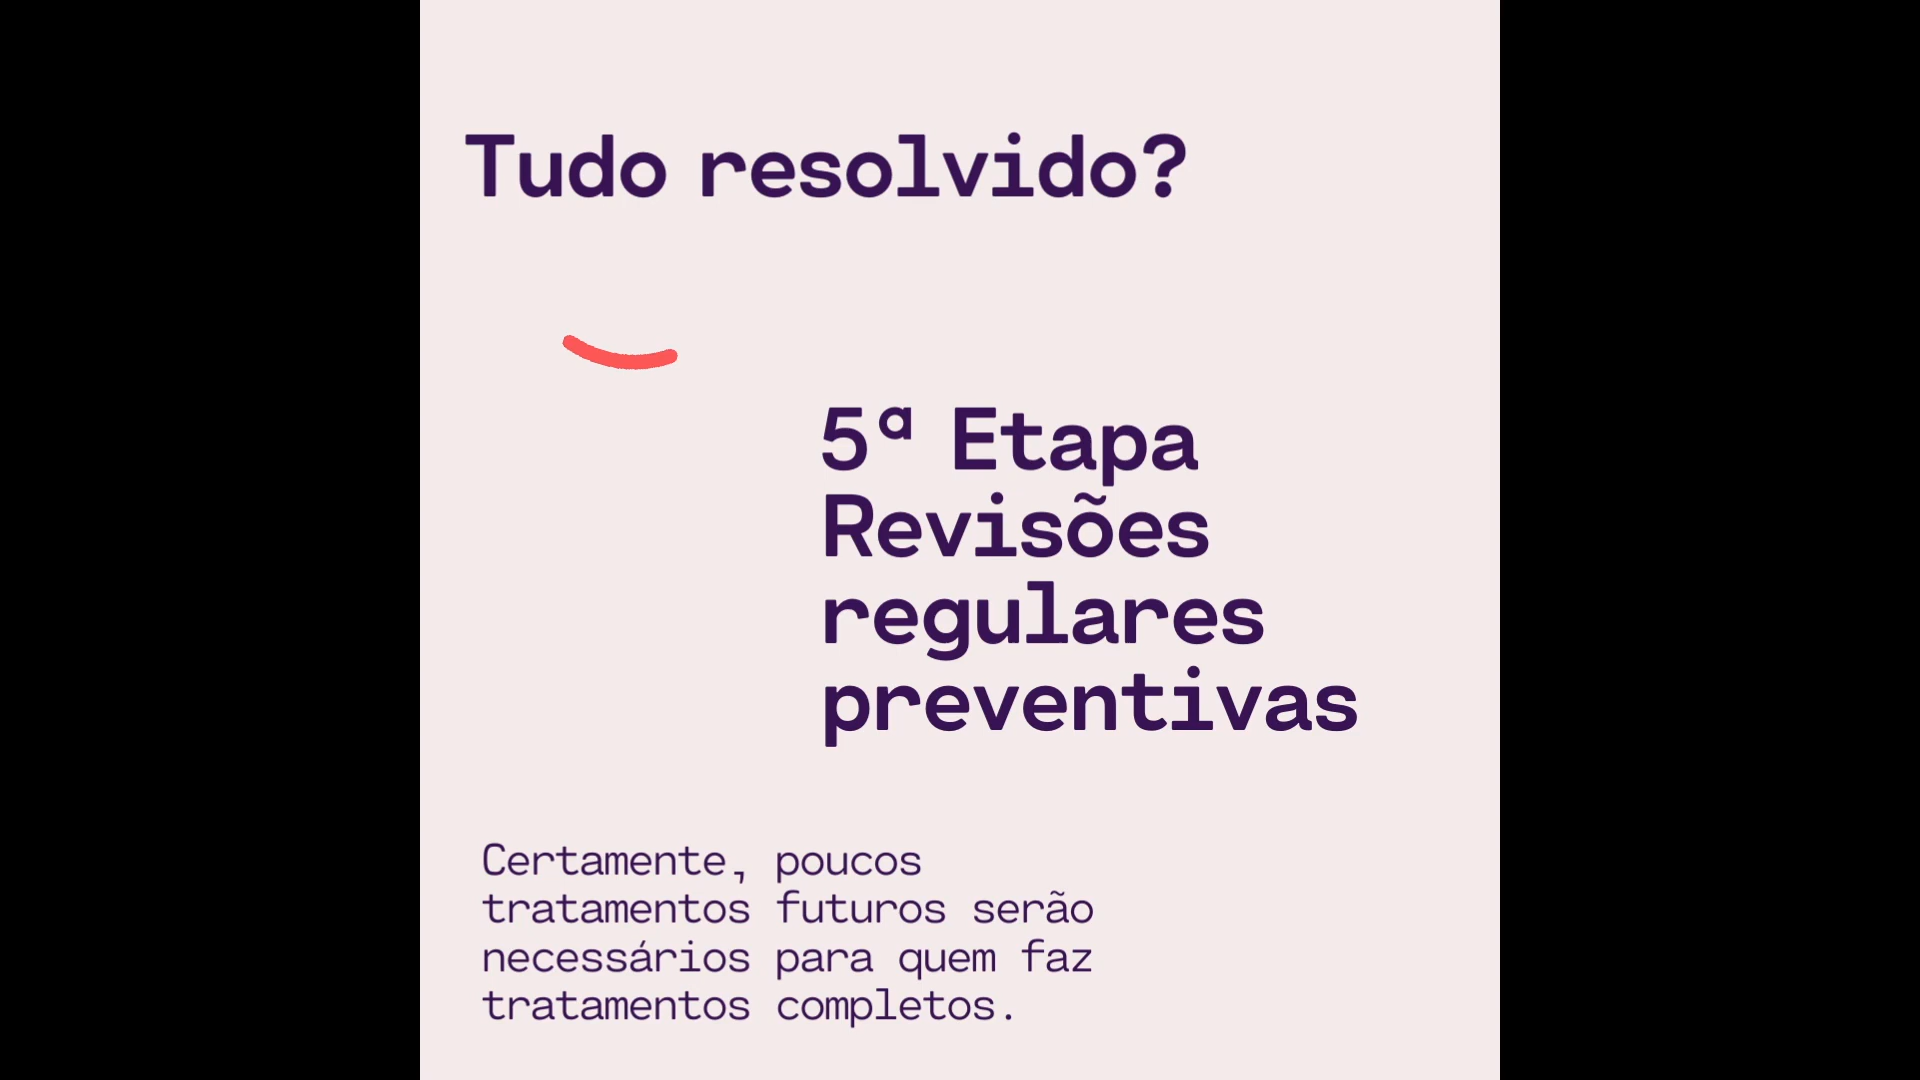 Tudo resolvido?
5ª Etapa
Revisões
regulares
preventivas
Certamente, poucos
tratamentos futuros serão
necessários para quem faz
tratamentos completos.